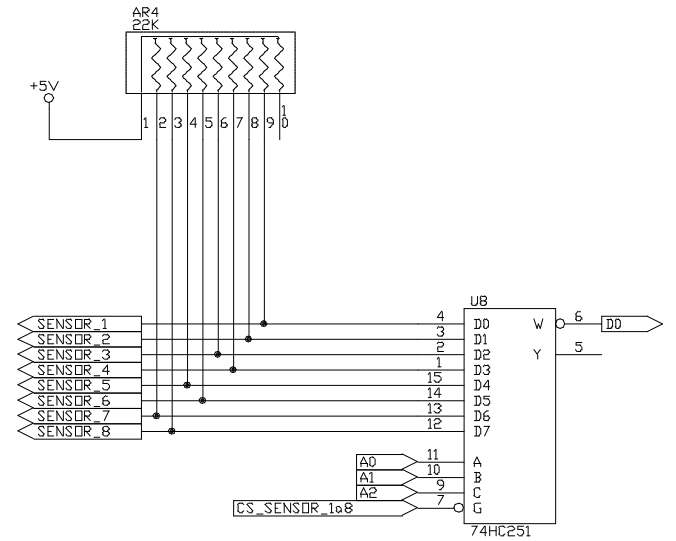 AR4
22K
+5V
1 2 3 4 5 6 7 8 9 10
U8
SENSOR_1 4 D0 W 6 D0
SENSOR_2 3 D1
SENSOR_3 2 D2 Y 5
SENSOR_4 1 D3
SENSOR_5 15 D4
SENSOR_6 14 D5
SENSOR_7 13 D6
SENSOR_8 12 D7
A0 11 A
A1 10 B
A2 9 C
CS_SENSOR_1a8 7 G
74HC251